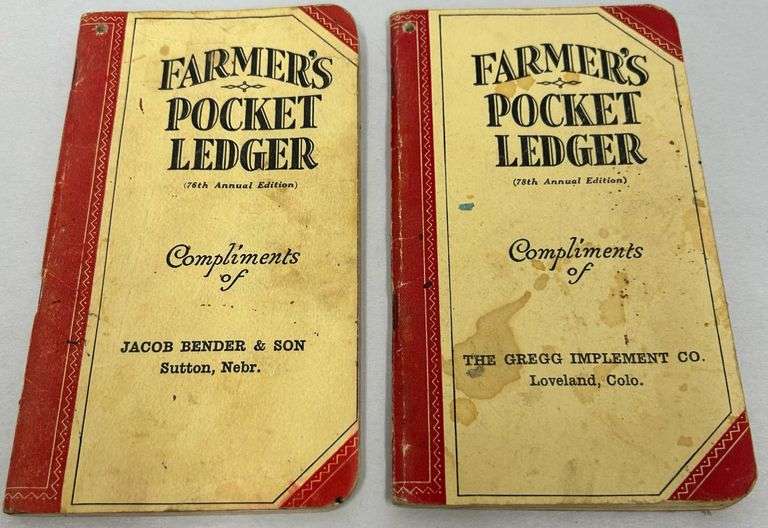 FARMER'S
POCKET
LEDGER
(76th Annual Edition)
Compliments
of
JACOB BENDER & SON
Sutton, Nebr.
FARMER'S
POCKET
LEDGER
(78th Annual Edition)
Compliments
of
THE GREGG IMPLEMENT CO.
Loveland, Colo.